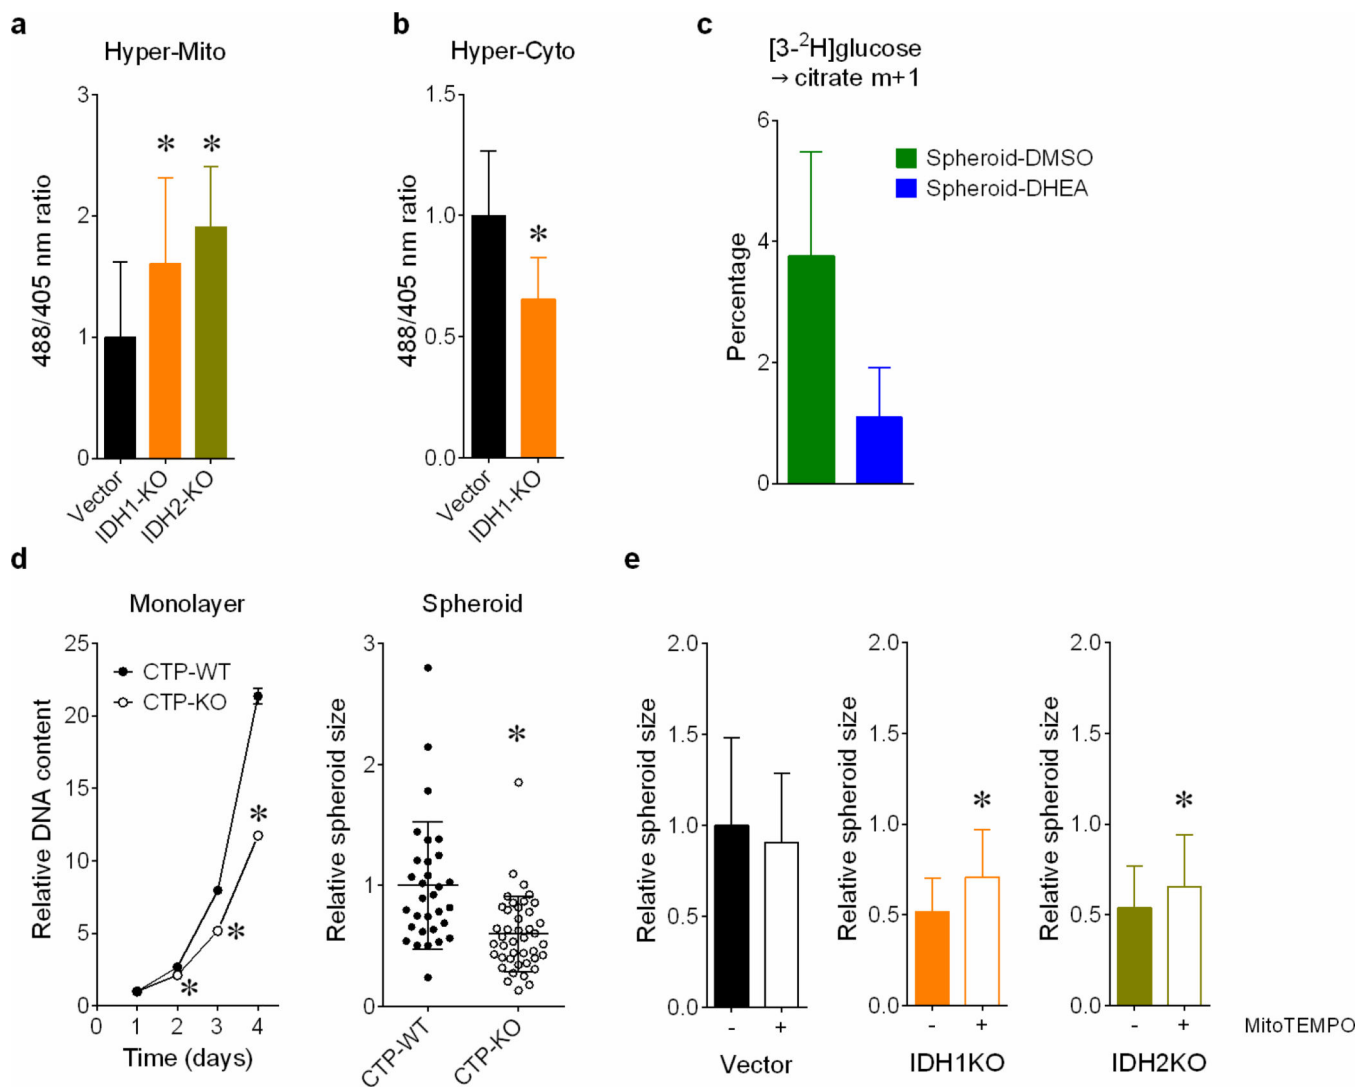 a
Hyper-Mito
488/405 nm ratio
3
2
1
0
*
*
Vector
IDH1-KO
IDH2-KO
b
Hyper-Cyto
488/405 nm ratio
1.5
1.0
0.5
0.0
*
Vector
IDH1-KO
c
[3-²H]glucose
→ citrate m+1
Percentage
6
4
2
0
Spheroid-DMSO
Spheroid-DHEA
d
Monolayer
Relative DNA content
25
20
15
10
5
0
CTP-WT
CTP-KO
*
*
*
0 1 2 3 4
Time (days)
Spheroid
Relative spheroid size
3
2
1
0
*
CTP-WT
CTP-KO
e
Relative spheroid size
2.0
1.5
1.0
0.5
0.0
- +
Vector
Relative spheroid size
2.0
1.5
1.0
0.5
0.0
*
- +
IDH1KO
Relative spheroid size
2.0
1.5
1.0
0.5
0.0
*
- +
IDH2KO
MitoTEMPO